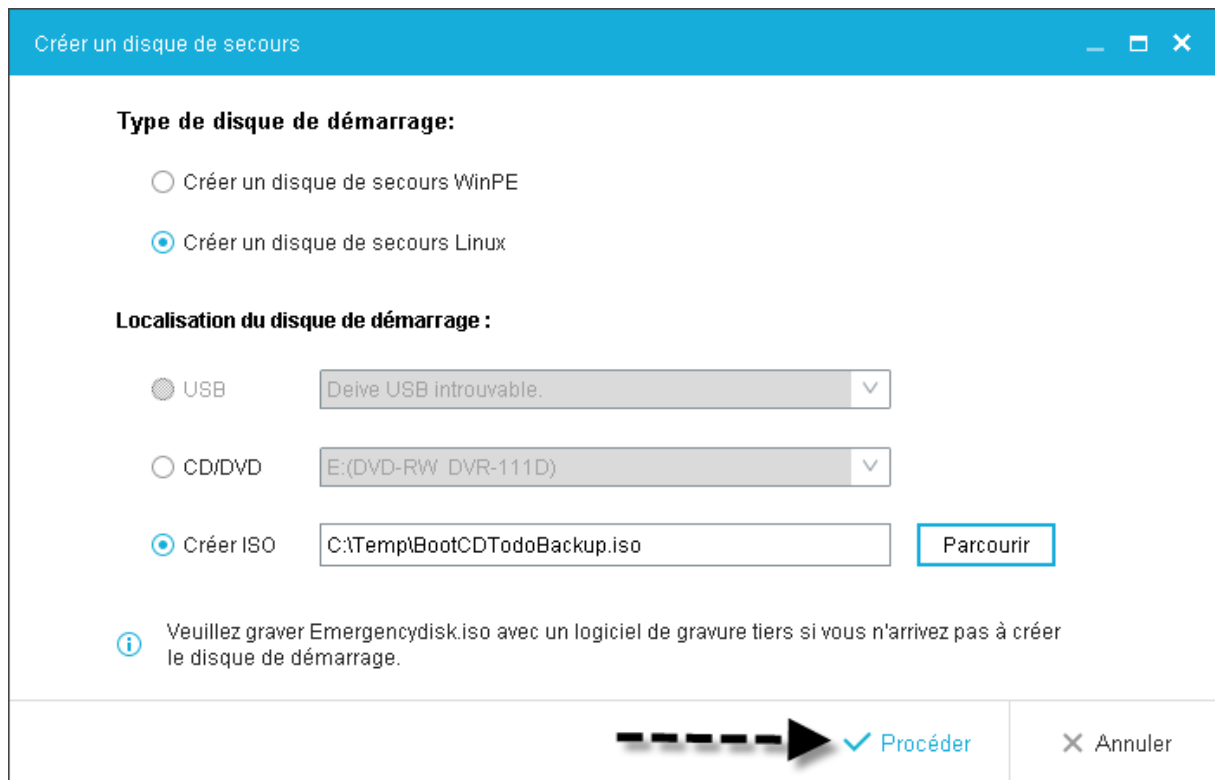 Créer un disque de secours
Type de disque de démarrage:
Créer un disque de secours WinPE
Créer un disque de secours Linux
Localisation du disque de démarrage :
USB
Deive USB introuvable.
CD/DVD
E:(DVD-RW DVR-111D)
Créer ISO
C:\Temp\BootCDTodoBackup.iso
Parcourir
Veuillez graver Emergencydisk.iso avec un logiciel de gravure tiers si vous n'arrivez pas à créer
le disque de démarrage.
Procéder
Annuler